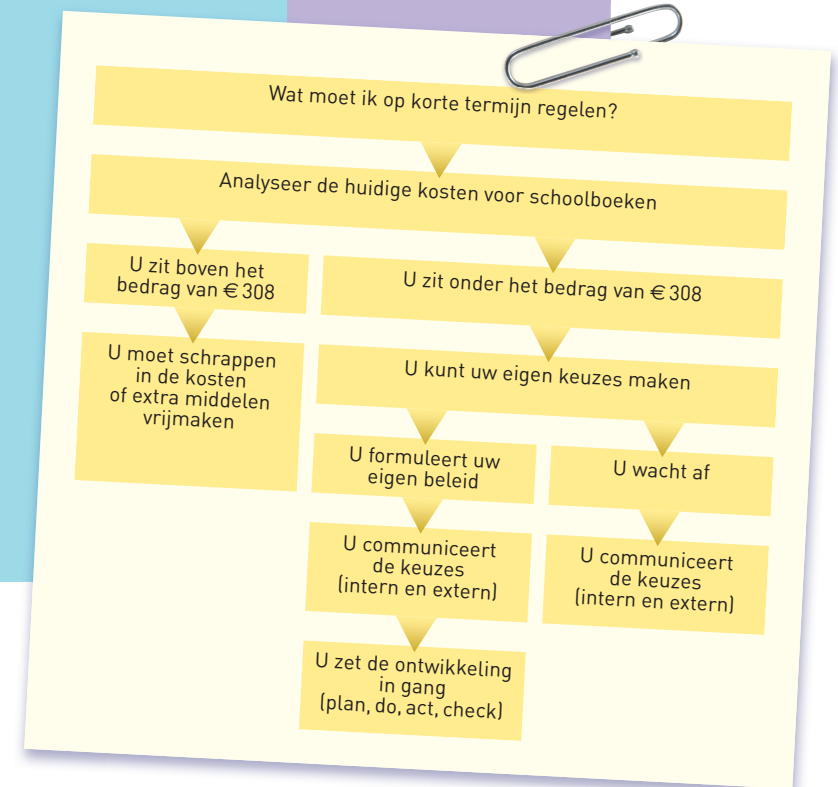 Wat moet ik op korte termijn regelen?
Analyseer de huidige kosten voor schoolboeken
U zit boven het
bedrag van € 308
U zit onder het bedrag van € 308
U moet schrappen
in de kosten
of extra middelen
vrijmaken
U kunt uw eigen keuzes maken
U formuleert uw
eigen beleid
U wacht af
U communiceert
de keuzes
(intern en extern)
U communiceert
de keuzes
(intern en extern)
U zet de ontwikkeling
in gang
(plan, do, act, check)